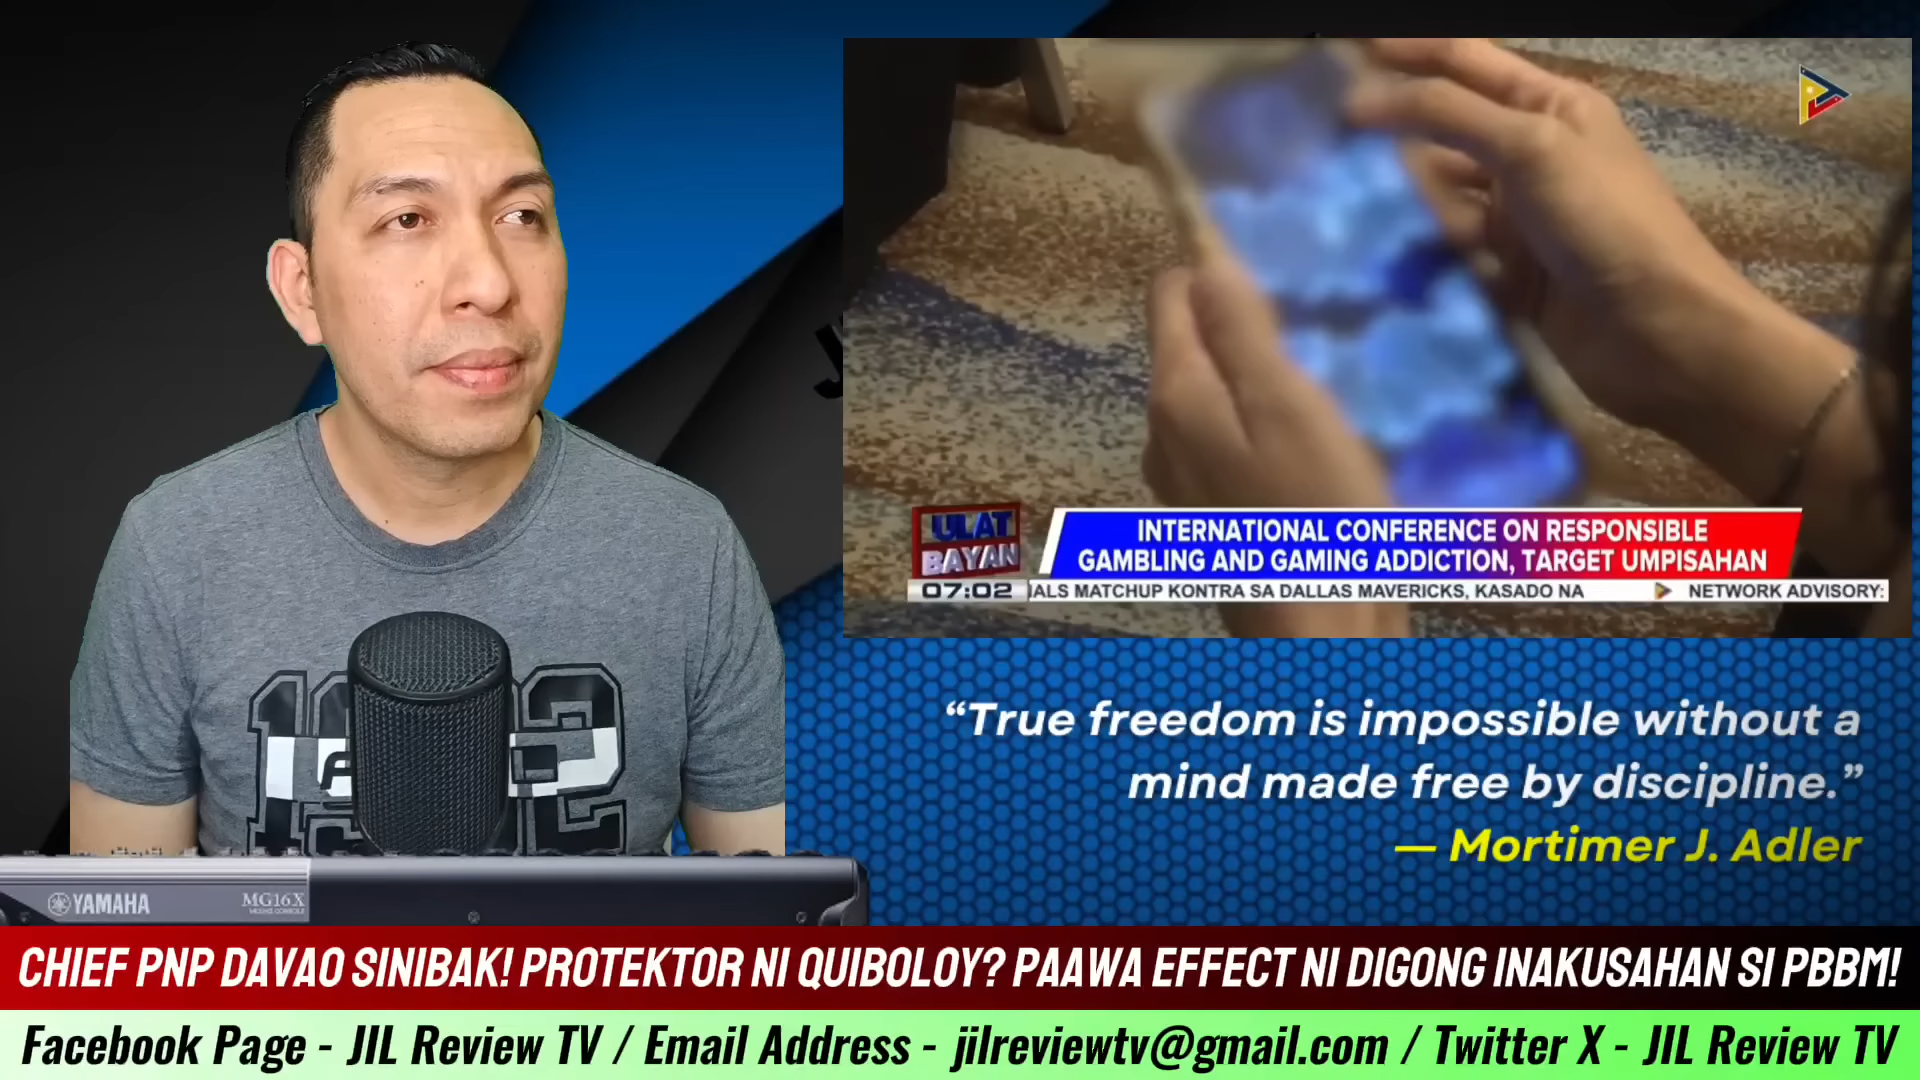 ULAT
BAYAN
INTERNATIONAL CONFERENCE ON RESPONSIBLE
GAMBLING AND GAMING ADDICTION, TARGET UMPISAHAN
07:02
IALS MATCHUP KONTRA SA DALLAS MAVERICKS, KASADO NA NETWORK ADVISORY:
“True freedom is impossible without a
mind made free by discipline.”
— Mortimer J. Adler
YAMAHA
MG16X
MIXING CONSOLE
CHIEF PNP DAVAO SINIBAK! PROTEKTOR NI QUIBOLOY? PAAWA EFFECT NI DIGONG INAKUSAHAN SI PBBM!
Facebook Page - JIL Review TV / Email Address - jilreviewtv@gmail.com / Twitter X - JIL Review TV